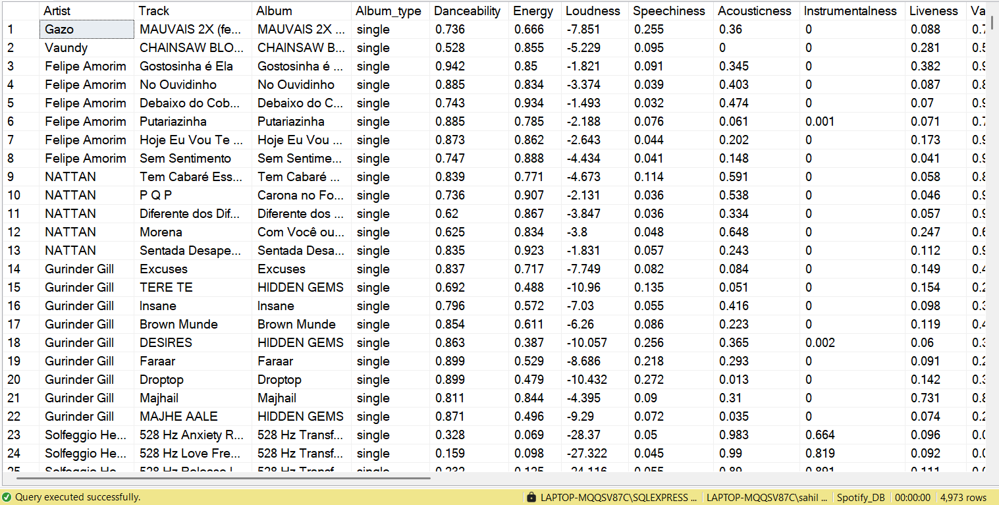 Artist Track Album Album_type Danceability Energy Loudness Speechiness Acousticness Instrumentalness Liveness Va
1 Gazo MAUVAIS 2X (fe... MAUVAIS 2X ... single 0.736 0.666 -7.851 0.255 0.36 0 0.088 0.7
2 Vaundy CHAINSAW BLO... CHAINSAW B... single 0.528 0.855 -5.229 0.095 0 0 0.281 0.5
3 Felipe Amorim Gostosinha é Ela Gostosinha é ... single 0.942 0.85 -1.821 0.091 0.345 0 0.382 0.9
4 Felipe Amorim No Ouvidinho No Ouvidinho single 0.885 0.834 -3.374 0.039 0.403 0 0.087 0.8
5 Felipe Amorim Debaixo do Cob... Debaixo do C... single 0.743 0.934 -1.493 0.032 0.474 0 0.07 0.9
6 Felipe Amorim Putariazinha Putariazinha single 0.885 0.785 -2.188 0.076 0.061 0.001 0.071 0.7
7 Felipe Amorim Hoje Eu Vou Te ... Hoje Eu Vou ... single 0.873 0.862 -2.643 0.044 0.202 0 0.173 0.9
8 Felipe Amorim Sem Sentimento Sem Sentime... single 0.747 0.888 -4.434 0.041 0.148 0 0.041 0.9
9 NATTAN Tem Cabaré Ess... Tem Cabaré ... single 0.839 0.771 -4.673 0.114 0.591 0 0.058 0.8
10 NATTAN P Q P Carona no Fo... single 0.736 0.907 -2.131 0.036 0.538 0 0.046 0.9
11 NATTAN Diferente dos Dif... Diferente dos ... single 0.62 0.867 -3.847 0.036 0.334 0 0.057 0.9
12 NATTAN Morena Com Você ou... single 0.625 0.834 -3.8 0.048 0.648 0 0.247 0.6
13 NATTAN Sentada Desape... Sentada Desa... single 0.835 0.923 -1.831 0.057 0.243 0 0.112 0.9
14 Gurinder Gill Excuses Excuses single 0.837 0.717 -7.749 0.082 0.084 0 0.149 0.4
15 Gurinder Gill TERE TE HIDDEN GEMS single 0.692 0.488 -10.96 0.135 0.051 0 0.154 0.2
16 Gurinder Gill Insane Insane single 0.796 0.572 -7.03 0.055 0.416 0 0.098 0.3
17 Gurinder Gill Brown Munde Brown Munde single 0.854 0.611 -6.26 0.086 0.223 0 0.119 0.4
18 Gurinder Gill DESIRES HIDDEN GEMS single 0.863 0.387 -10.057 0.256 0.365 0.002 0.06 0.3
19 Gurinder Gill Faraar Faraar single 0.899 0.529 -8.686 0.218 0.293 0 0.091 0.2
20 Gurinder Gill Droptop Droptop single 0.899 0.479 -10.432 0.272 0.013 0 0.142 0.3
21 Gurinder Gill Majhail Majhail single 0.811 0.844 -4.395 0.09 0.31 0 0.731 0.8
22 Gurinder Gill MAJHE AALE HIDDEN GEMS single 0.871 0.496 -9.29 0.072 0.035 0 0.074 0.2
23 Solfeggio He... 528 Hz Anxiety R... 528 Hz Transf... single 0.328 0.069 -28.37 0.05 0.983 0.664 0.096 0.0
24 Solfeggio He... 528 Hz Love Fre... 528 Hz Transf... single 0.159 0.098 -27.322 0.045 0.99 0.819 0.092 0.0
25 Solfeggio He... 528 Hz Release I... 528 Hz Transf... single 0.232 0.125 -24.116 0.055 0.89 0.891 0.111 0.0
Query executed successfully. LAPTOP-MQQSV87C\SQLEXPRESS ... LAPTOP-MQQSV87C\sahil ... Spotify_DB 00:00:00 4,973 rows